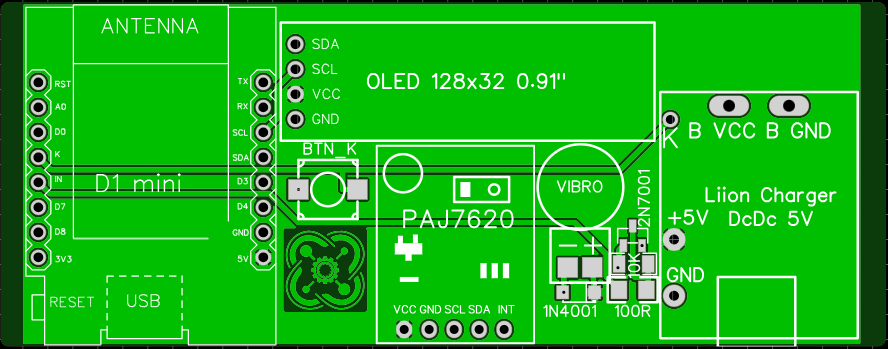 ANTENNA
RST
A0
D0
K
IN
D7
D8
3V3
TX
RX
SCL
SDA
D3
D4
GND
5V
D1 mini
RESET
USB
SDA
SCL
VCC
GND
OLED 128x32 0.91"
BTN_K
PAJ7620
VCC GND SCL SDA INT
VIBRO
- +
2N7001
10K
1N4001
100R
K
B VCC B GND
Liion Charger
DcDc 5V
+5V
GND